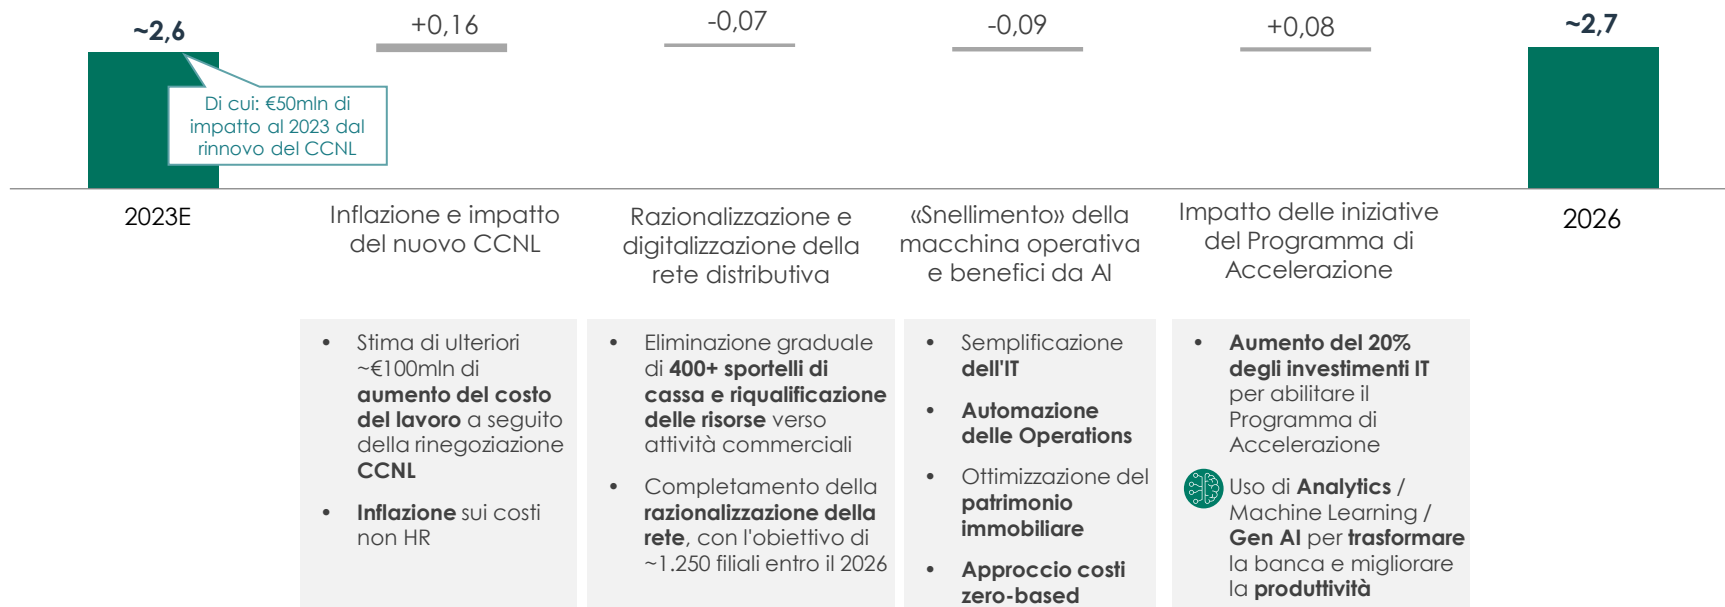 ~2,6
+0,16
-0,07
-0,09
+0,08
~2,7
Di cui: €50mln di
impatto al 2023 dal
rinnovo del CCNL
2023E
Inflazione e impatto
del nuovo CCNL
Razionalizzazione e
digitalizzazione della
rete distributiva
«Snellimento» della
macchina operativa
e benefici da AI
Impatto delle iniziative
del Programma di
Accelerazione
2026
• Stima di ulteriori
~€100mln di
aumento del costo
del lavoro a seguito
della rinegoziazione
CCNL
• Inflazione sui costi
non HR
• Eliminazione graduale
di 400+ sportelli di
cassa e riqualificazione
delle risorse verso
attività commerciali
• Completamento della
razionalizzazione della
rete, con l'obiettivo di
~1.250 filiali entro il 2026
• Semplificazione
dell'IT
• Automazione
delle Operations
• Ottimizzazione del
patrimonio
immobiliare
• Approccio costi
zero-based
• Aumento del 20%
degli investimenti IT
per abilitare il
Programma di
Accelerazione
Uso di Analytics /
Machine Learning /
Gen AI per trasformare
la banca e migliorare
la produttività